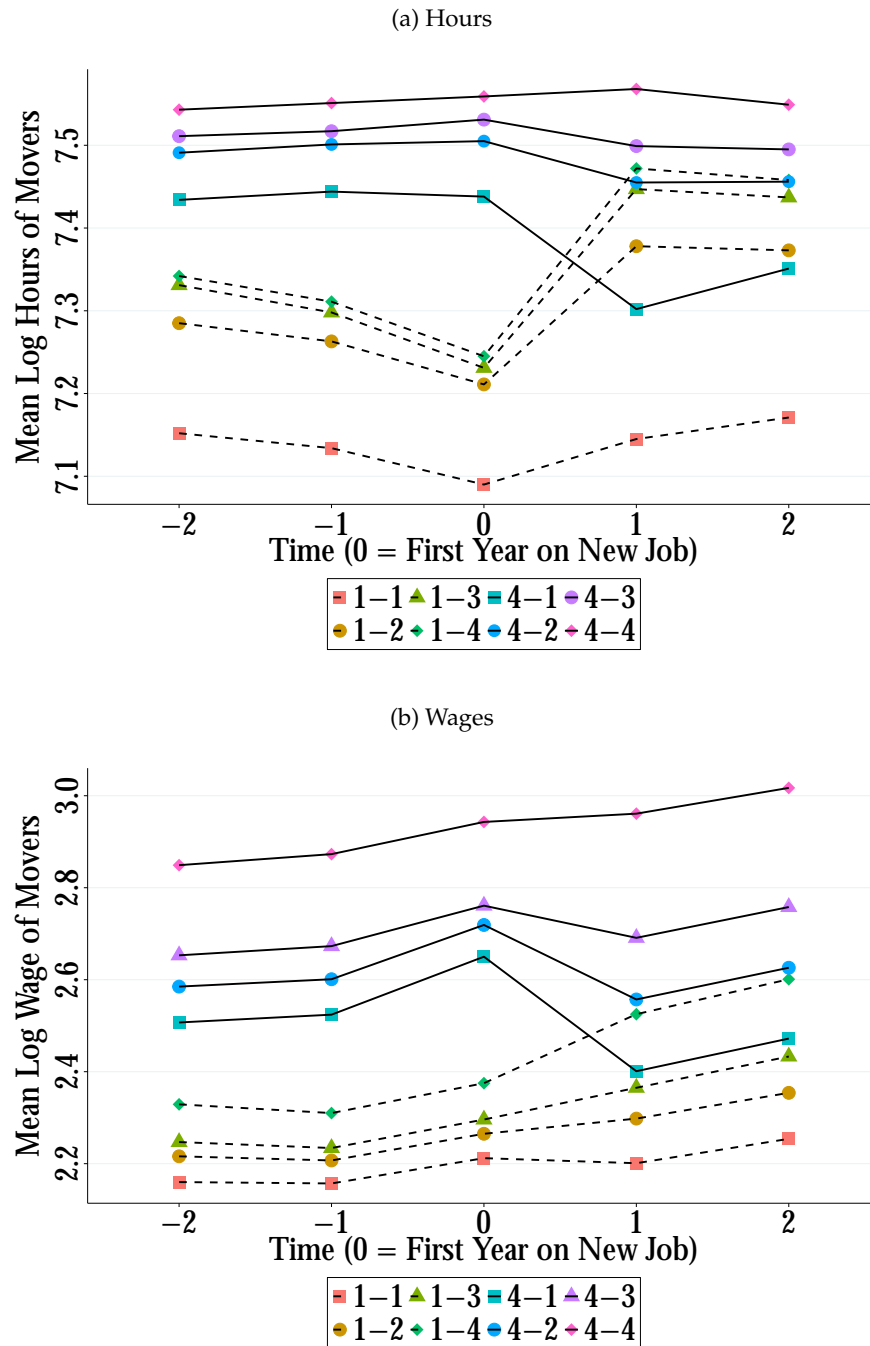 (a) Hours
Mean Log Hours of Movers
7.5
7.4
7.3
7.2
7.1
−2 −1 0 1 2
Time (0 = First Year on New Job)
1−1 1−3 4−1 4−3
1−2 1−4 4−2 4−4
(b) Wages
Mean Log Wage of Movers
3.0
2.8
2.6
2.4
2.2
−2 −1 0 1 2
Time (0 = First Year on New Job)
1−1 1−3 4−1 4−3
1−2 1−4 4−2 4−4